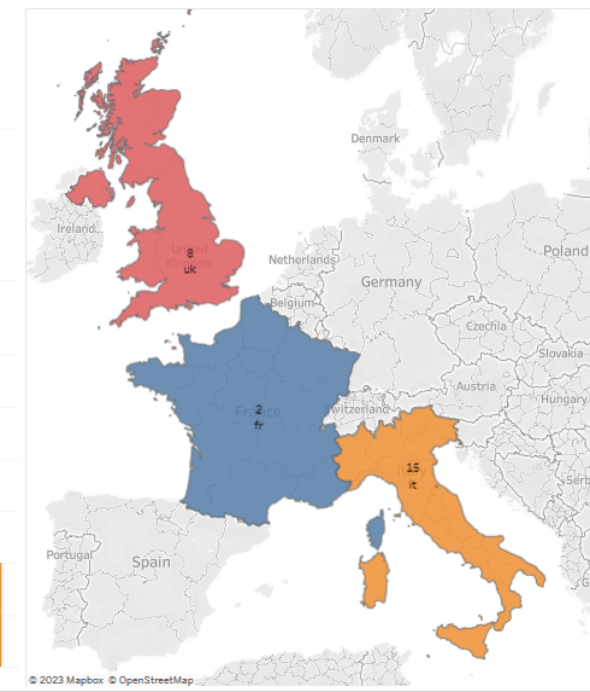 Denmark
Ireland
United
Kingdom
8
uk
Netherlands
Poland
Germany
Belgium
Czechia
Slovakia
Austria
Hungary
Switzerland
France
2
fr
Italy
15
it
Serb
Portugal
Spain
G
© 2023 Mapbox © OpenStreetMap